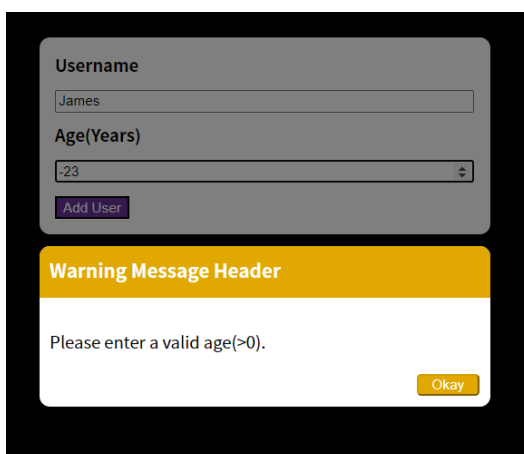 Username
James
Age(Years)
-23
Add User
Warning Message Header
Please enter a valid age(>0).
Okay